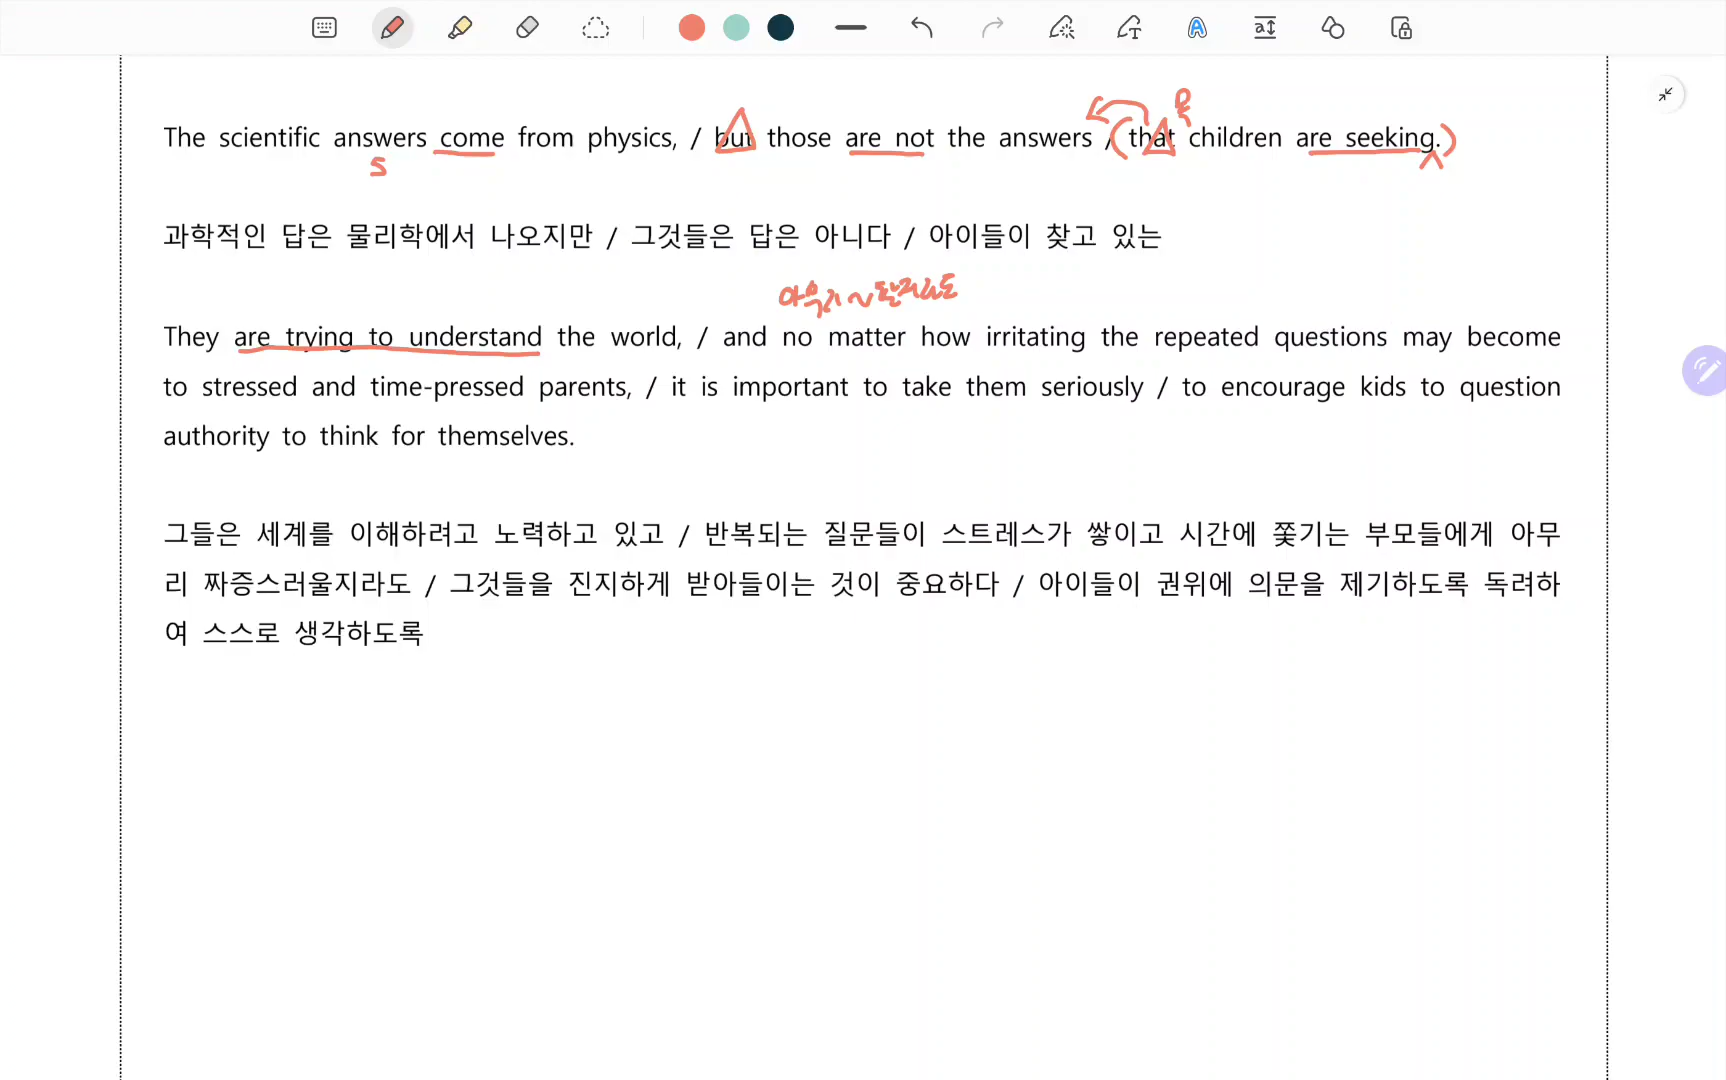 The scientific answers come from physics, / but those are not the answers / (that children are seeking.)
S
과학적인 답은 물리학에서 나오지만 / 그것들은 답은 아니다 / 아이들이 찾고 있는
아무리 ~할지라도
They are trying to understand the world, / and no matter how irritating the repeated questions may become
to stressed and time-pressed parents, / it is important to take them seriously / to encourage kids to question
authority to think for themselves.
그들은 세계를 이해하려고 노력하고 있고 / 반복되는 질문들이 스트레스가 쌓이고 시간에 쫓기는 부모들에게 아무
리 짜증스러울지라도 / 그것들을 진지하게 받아들이는 것이 중요하다 / 아이들이 권위에 의문을 제기하도록 독려하
여 스스로 생각하도록